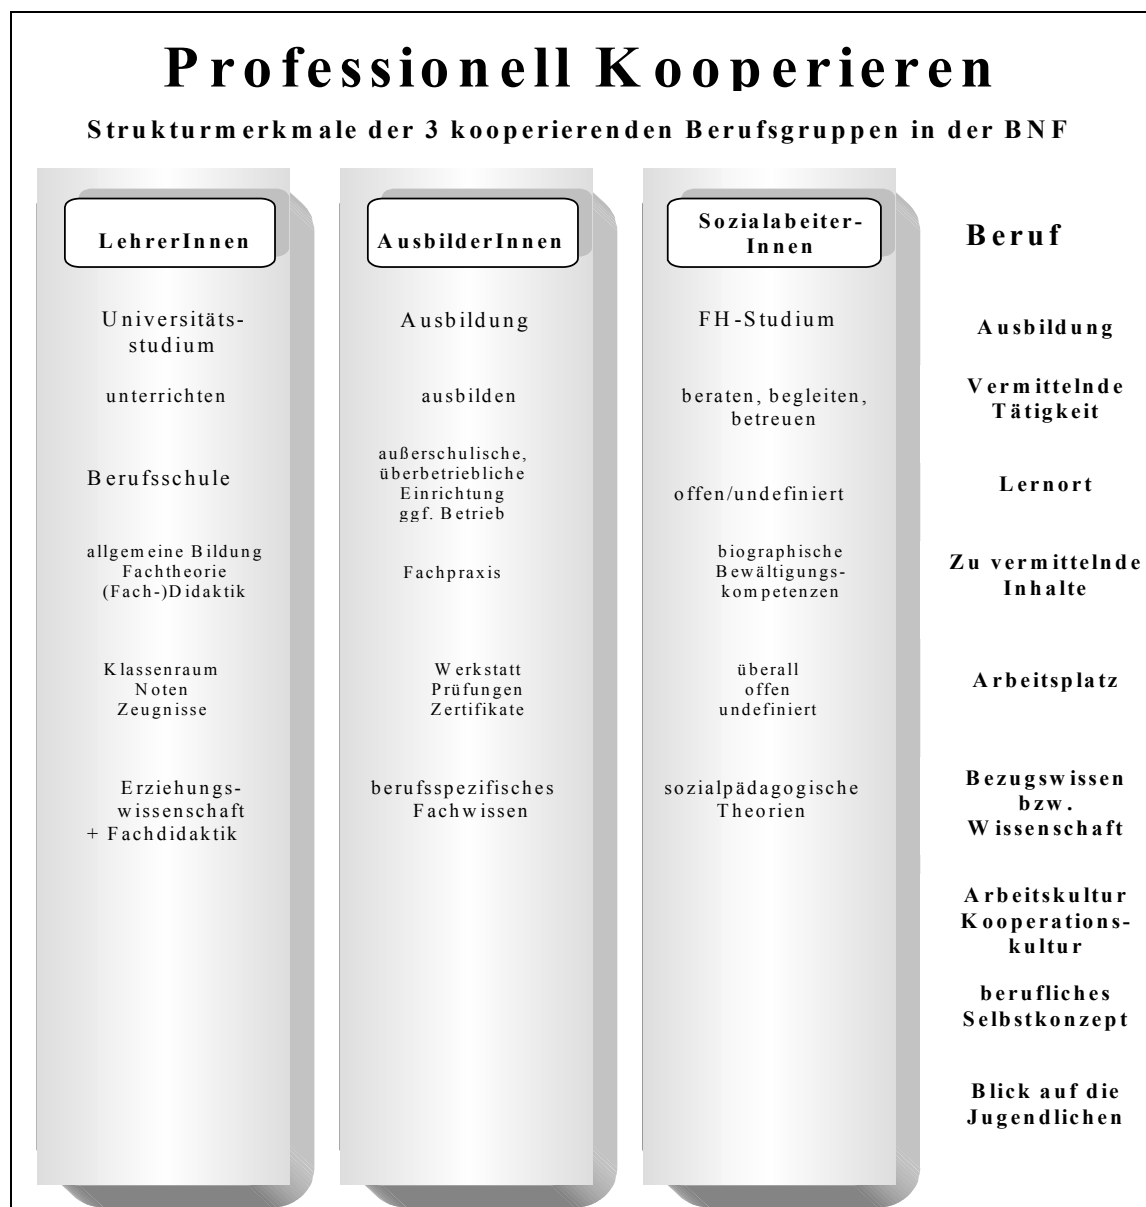 Professionell Kooperieren
Strukturmerkmale der 3 kooperierenden Berufsgruppen in der BNF
LehrerInnen
AusbilderInnen
Sozialabeiter-
Innen
Beruf
Universitäts-
studium
Ausbildung
FH-Studium
Ausbildung
unterrichten
ausbilden
beraten, begleiten,
betreuen
Vermittelnde
Tätigkeit
Berufsschule
außerschulische,
überbetriebliche
Einrichtung
ggf. Betrieb
offen/undefiniert
Lernort
allgemeine Bildung
Fachtheorie
(Fach-)Didaktik
Fachpraxis
biographische
Bewältigungs-
kompetenzen
Zu vermittelnde
Inhalte
Klassenraum
Noten
Zeugnisse
Werkstatt
Prüfungen
Zertifikate
überall
offen
undefiniert
Arbeitsplatz
Erziehungs-
wissenschaft
+ Fachdidaktik
berufsspezifisches
Fachwissen
sozialpädagogische
Theorien
Bezugswissen
bzw.
Wissenschaft
Arbeitskultur
Kooperations-
kultur
berufliches
Selbstkonzept
Blick auf die
Jugendlichen